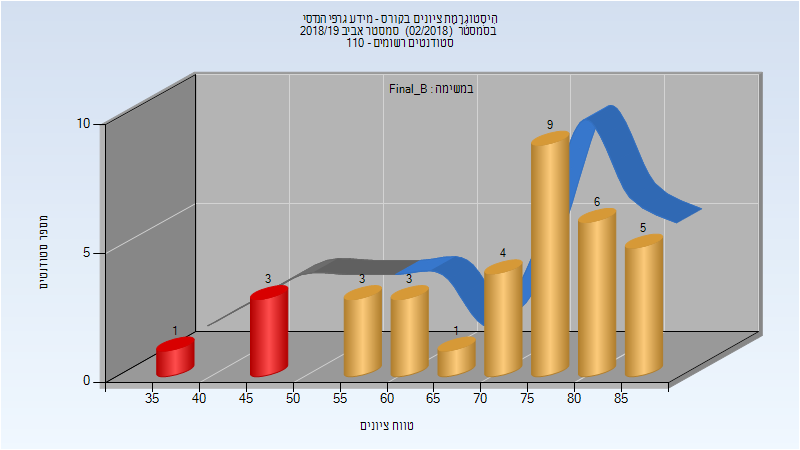 היסטוגרמת ציונים בקורס - מידע גרפי הנדסי
בסמסטר (02/2018) סמסטר אביב 2018/19
סטודנטים רשומים - 110
במשימה : Final_B
מספר סטודנטים
10
5
0
1
3
3
3
1
4
9
6
5
35 40 45 50 55 60 65 70 75 80 85
טווח ציונים